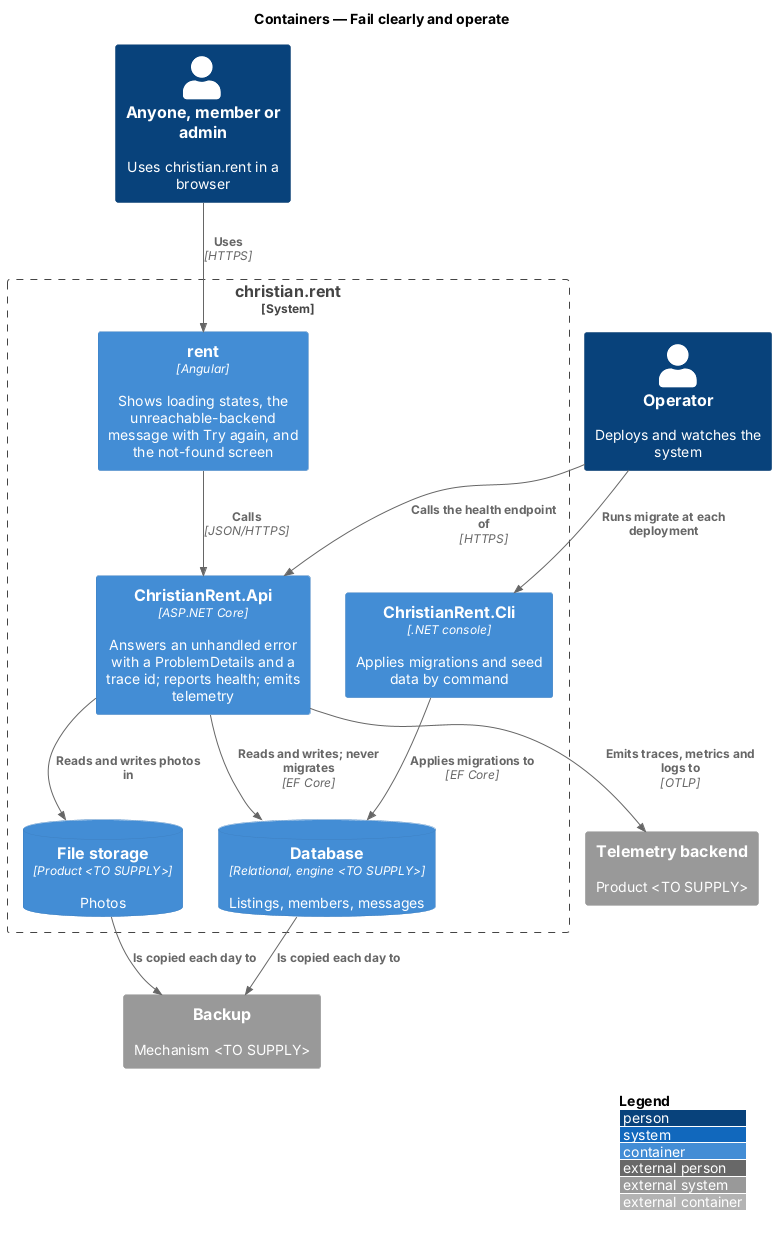 Containers — Fail clearly and operate
Anyone, member or
admin
Uses christian.rent in a
browser
Uses
[HTTPS]
christian.rent
[System]
rent
[Angular]
Shows loading states, the
unreachable-backend
message with Try again, and
the not-found screen
Operator
Deploys and watches the
system
Calls
[JSON/HTTPS]
Calls the health endpoint
of
[HTTPS]
Runs migrate at each
deployment
ChristianRent.Api
[ASP.NET Core]
Answers an unhandled error
with a ProblemDetails and a
trace id; reports health; emits
telemetry
ChristianRent.Cli
[.NET console]
Applies migrations and seed
data by command
Reads and writes photos
in
Reads and writes; never
migrates
[EF Core]
Applies migrations to
[EF Core]
Emits traces, metrics and
logs to
[OTLP]
File storage
[Product <TO SUPPLY>]
Photos
Database
[Relational, engine <TO SUPPLY>]
Listings, members, messages
Telemetry backend
Product <TO SUPPLY>
Is copied each day to
Is copied each day to
Backup
Mechanism <TO SUPPLY>
Legend
person
system
container
external person
external system
external container